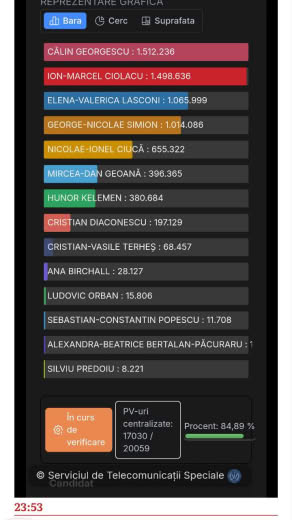 REPREZENTARE GRAFICA
Bara Cerc Suprafata
CĂLIN GEORGESCU : 1.512.236
ION-MARCEL CIOLACU : 1.498.636
ELENA-VALERICA LASCONI : 1.065.999
GEORGE-NICOLAE SIMION : 1.014.086
NICOLAE-IONEL CIUCĂ : 655.322
MIRCEA-DAN GEOANĂ : 396.365
HUNOR KELEMEN : 380.684
CRISTIAN DIACONESCU : 197.129
CRISTIAN-VASILE TERHEȘ : 68.457
ANA BIRCHALL : 28.127
LUDOVIC ORBAN : 15.806
SEBASTIAN-CONSTANTIN POPESCU : 11.708
ALEXANDRA-BEATRICE BERTALAN-PĂCURARU : 1
SILVIU PREDOIU : 8.221
În curs
de
verificare
PV-uri
centralizate:
17030 /
20059
Procent: 84,89 %
© Serviciul de Telecomunicații Speciale
Candidat
23:53